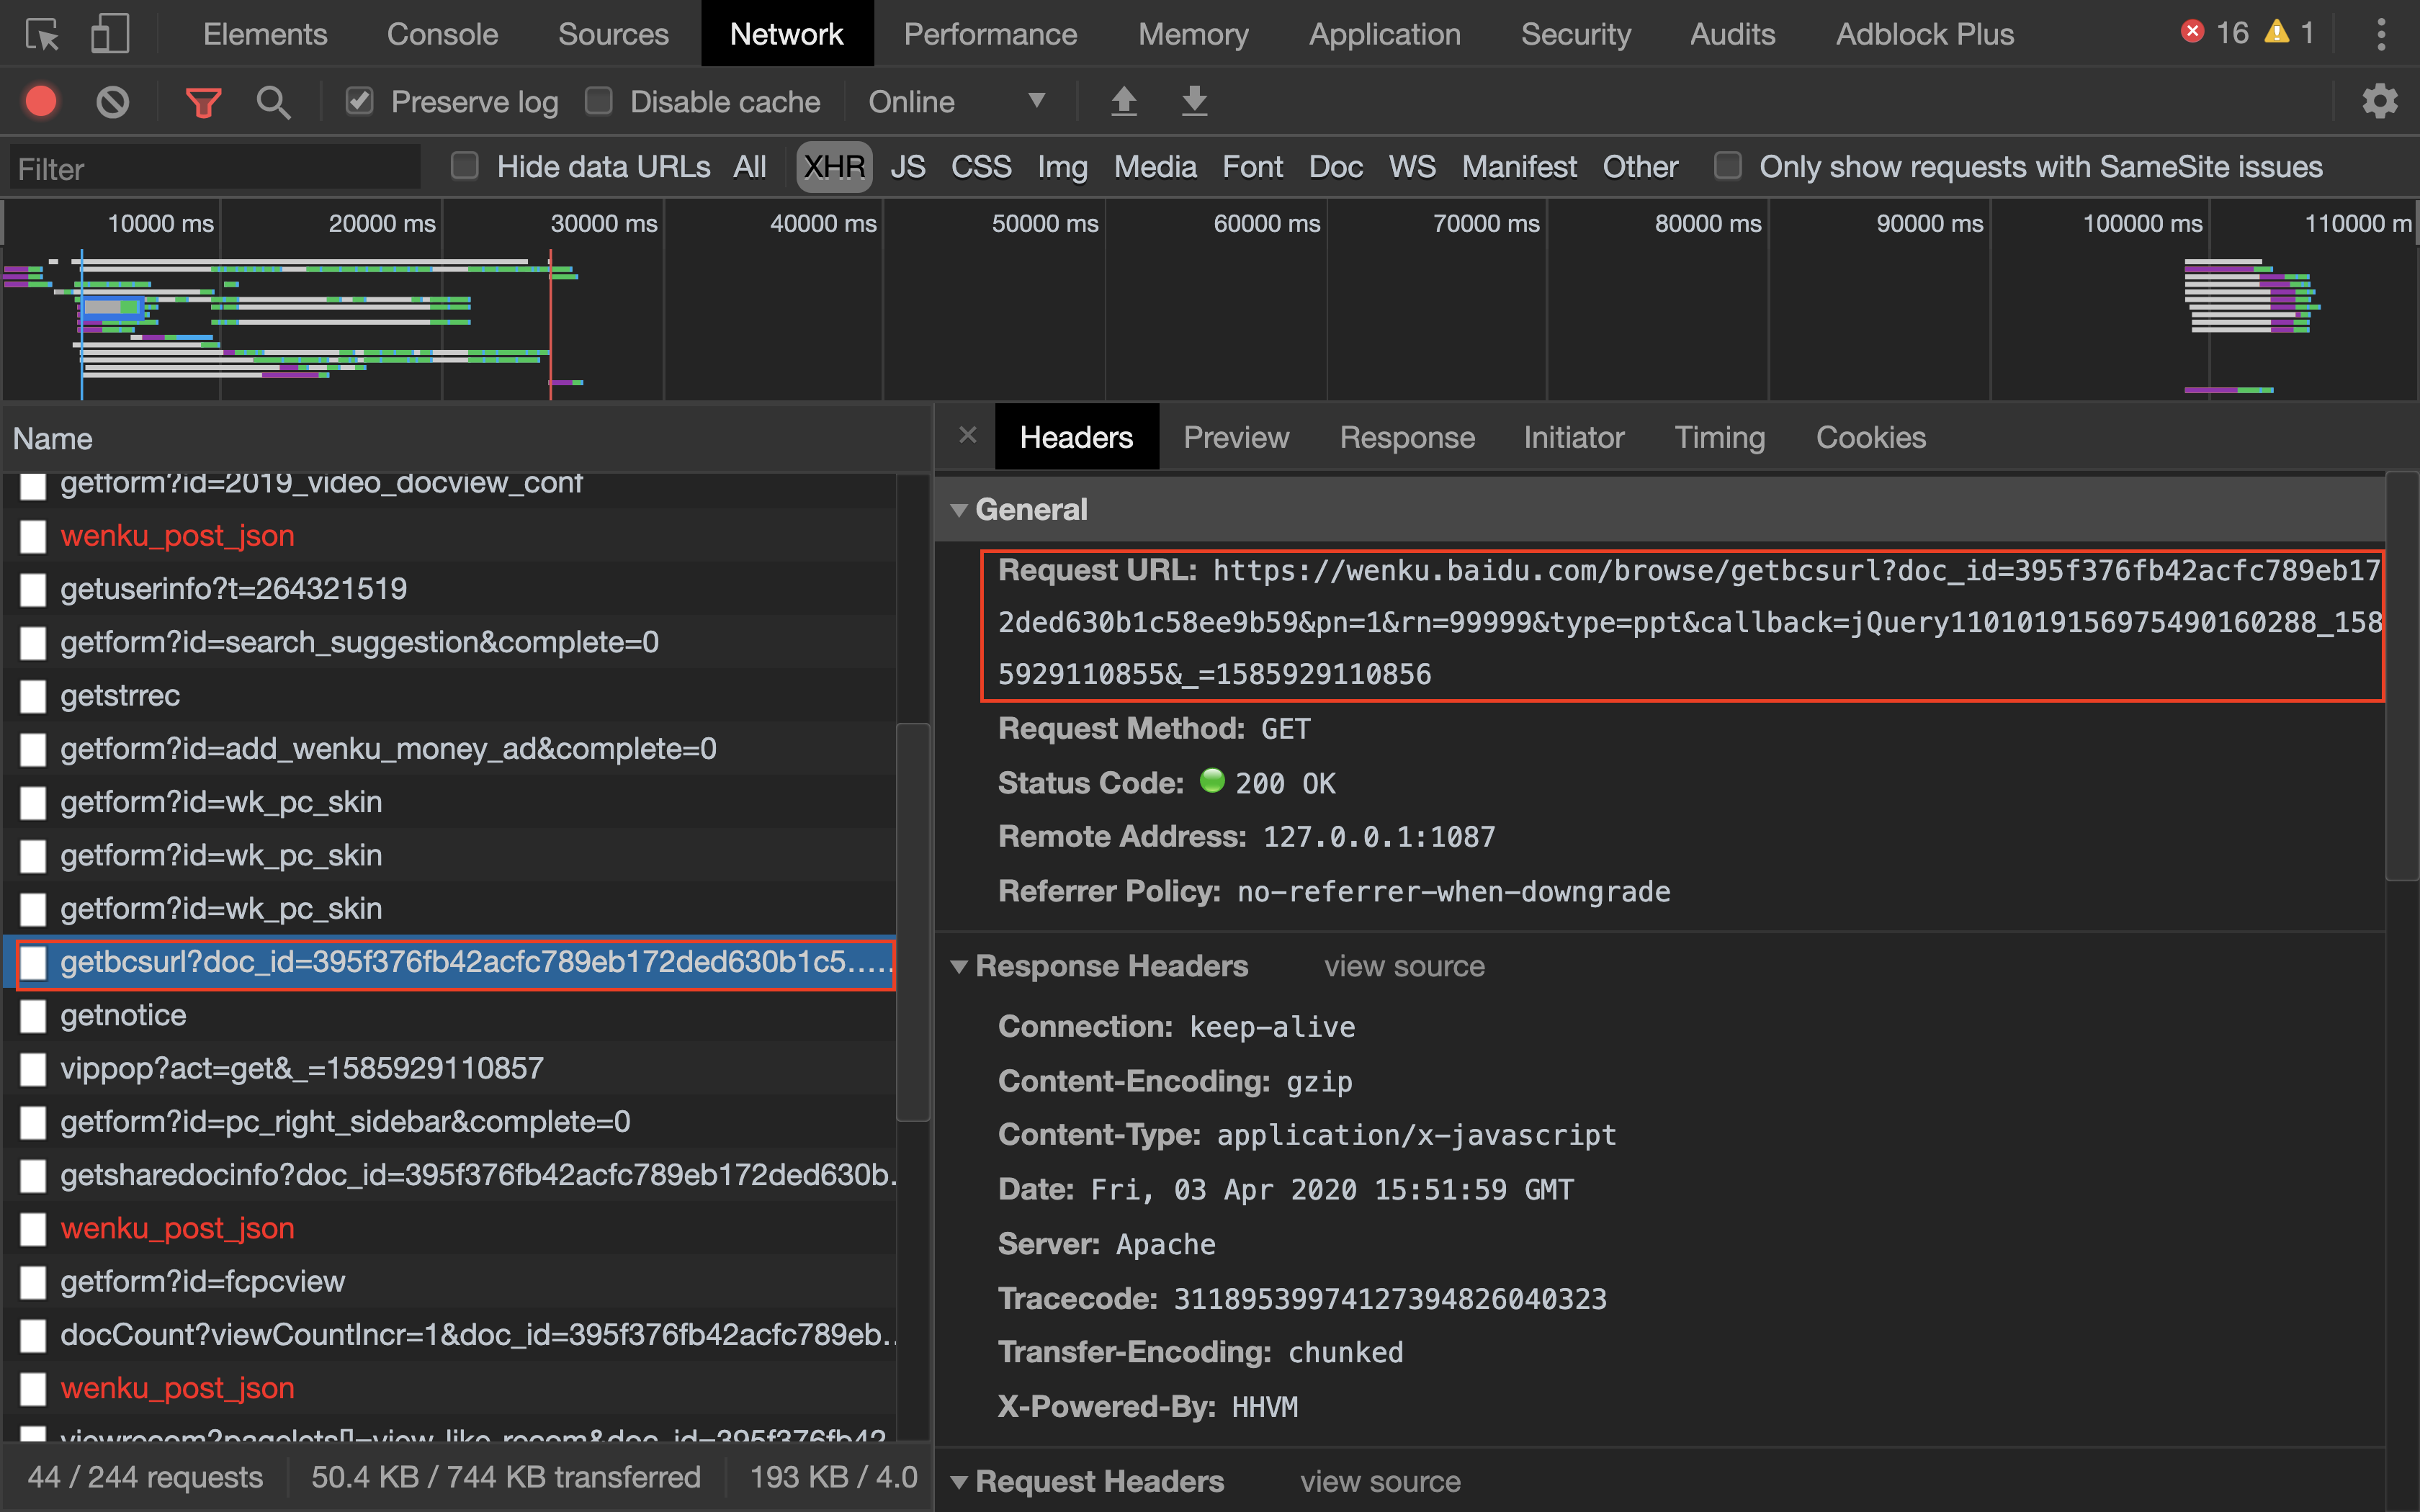 Elements Console Sources Network Performance Memory Application Security Audits Adblock Plus 16 1
Preserve log Disable cache Online
Filter Hide data URLs All XHR JS CSS Img Media Font Doc WS Manifest Other Only show requests with SameSite issues
10000 ms 20000 ms 30000 ms 40000 ms 50000 ms 60000 ms 70000 ms 80000 ms 90000 ms 100000 ms 110000 m
Name
getform?id=2019_video_docview_conf
wenku_post_json
getuserinfo?t=264321519
getform?id=search_suggestion&complete=0
getstrrec
getform?id=add_wenku_money_ad&complete=0
getform?id=wk_pc_skin
getform?id=wk_pc_skin
getform?id=wk_pc_skin
getbcsurl?doc_id=395f376fb42acfc789eb172ded630b1c5.....
getnotice
vippop?act=get&_=1585929110857
getform?id=pc_right_sidebar&complete=0
getsharedocinfo?doc_id=395f376fb42acfc789eb172ded630b.
wenku_post_json
getform?id=fcpcview
docCount?viewCountIncr=1&doc_id=395f376fb42acfc789eb..
wenku_post_json
viewrecom?pagelets[]=view_like_recom&doc_id=395f376fb42
44 / 244 requests 50.4 KB / 744 KB transferred 193 KB / 4.0
Headers Preview Response Initiator Timing Cookies
General
Request URL: https://wenku.baidu.com/browse/getbcsurl?doc_id=395f376fb42acfc789eb17
2ded630b1c58ee9b59&pn=1&rn=99999&type=ppt&callback=jQuery1101019156975490160288_158
5929110855&_=1585929110856
Request Method: GET
Status Code: 200 OK
Remote Address: 127.0.0.1:1087
Referrer Policy: no-referrer-when-downgrade
Response Headers view source
Connection: keep-alive
Content-Encoding: gzip
Content-Type: application/x-javascript
Date: Fri, 03 Apr 2020 15:51:59 GMT
Server: Apache
Tracecode: 31189539974127394826040323
Transfer-Encoding: chunked
X-Powered-By: HHVM
Request Headers view source